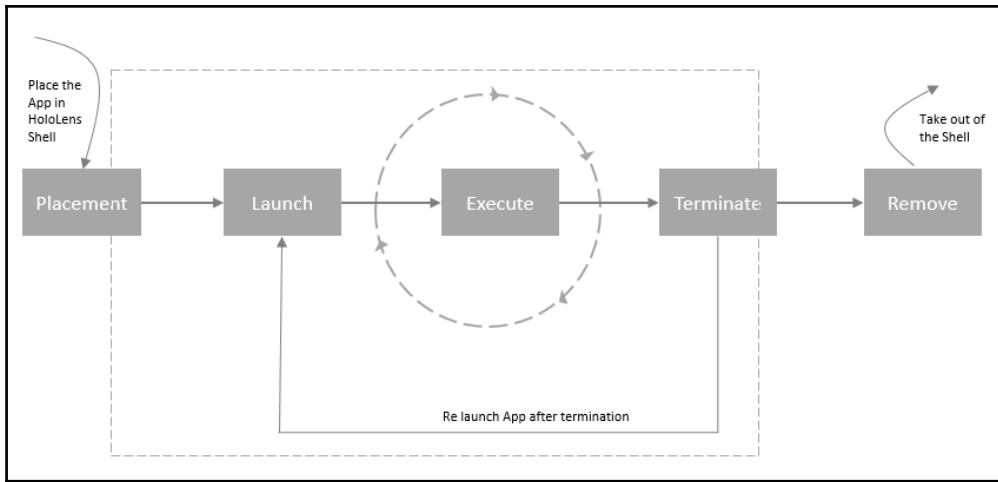 Place the
App in
HoloLens
Shell
Take out of
the Shell
Placement
Launch
Execute
Terminate
Remove
Re launch App after termination